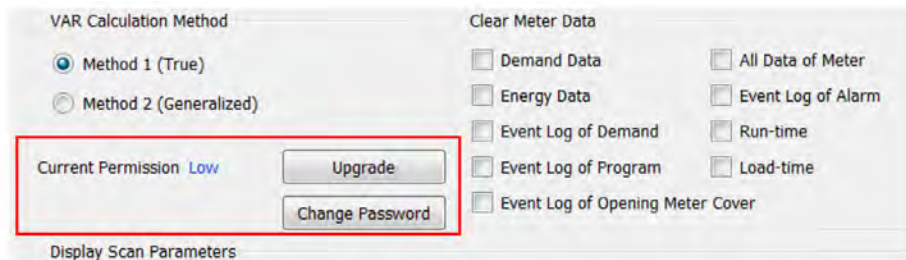 VAR Calculation Method
Method 1 (True)
Method 2 (Generalized)
Current Permission Low
Upgrade
Change Password
Clear Meter Data
Demand Data
All Data of Meter
Energy Data
Event Log of Alarm
Event Log of Demand
Run-time
Event Log of Program
Load-time
Event Log of Opening Meter Cover
Display Scan Parameters